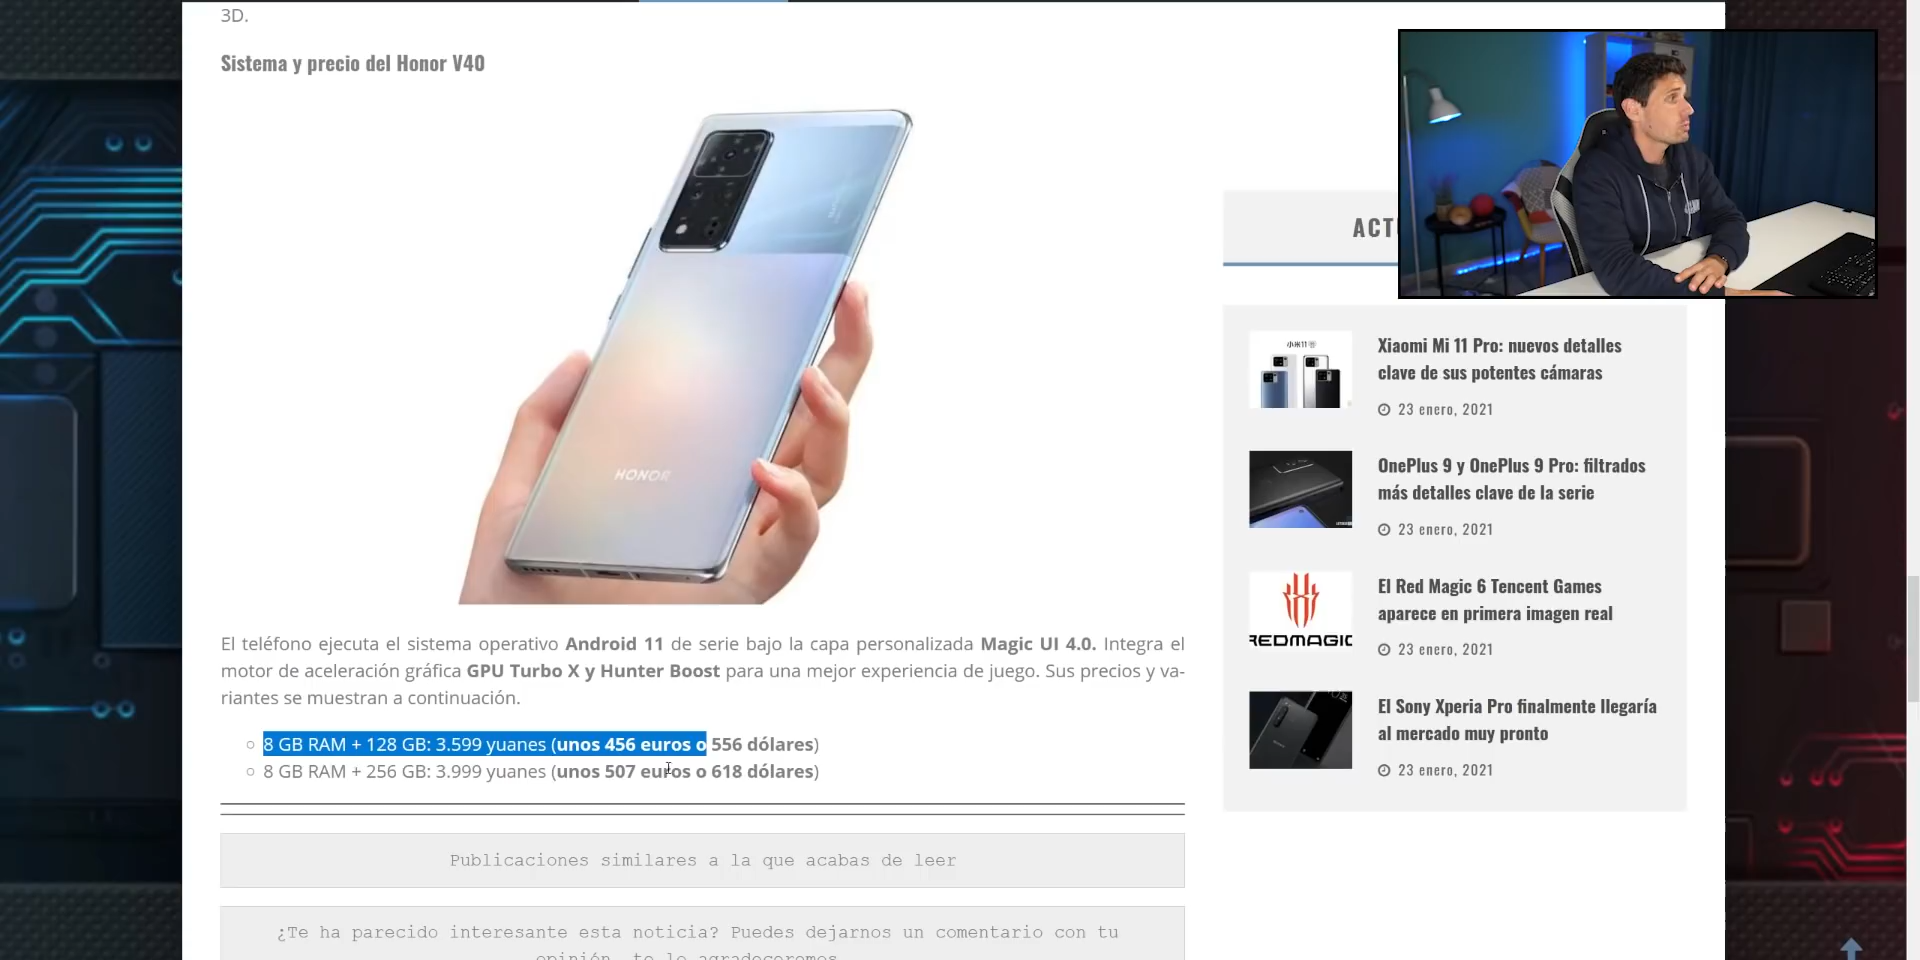 3D.
Sistema y precio del Honor V40
HONOR
El teléfono ejecuta el sistema operativo Android 11 de serie bajo la capa personalizada Magic UI 4.0. Integra el
motor de aceleración gráfica GPU Turbo X y Hunter Boost para una mejor experiencia de juego. Sus precios y va-
riantes se muestran a continuación.
8 GB RAM + 128 GB: 3.599 yuanes (unos 456 euros o 556 dólares)
8 GB RAM + 256 GB: 3.999 yuanes (unos 507 euros o 618 dólares)
Publicaciones similares a la que acabas de leer
¿Te ha parecido interesante esta noticia? Puedes dejarnos un comentario con tu
opinión, te lo agradeceremos
Xiaomi Mi 11 Pro: nuevos detalles
clave de sus potentes cámaras
23 enero, 2021
OnePlus 9 y OnePlus 9 Pro: filtrados
más detalles clave de la serie
23 enero, 2021
REDMAGIC
El Red Magic 6 Tencent Games
aparece en primera imagen real
23 enero, 2021
El Sony Xperia Pro finalmente llegaría
al mercado muy pronto
23 enero, 2021